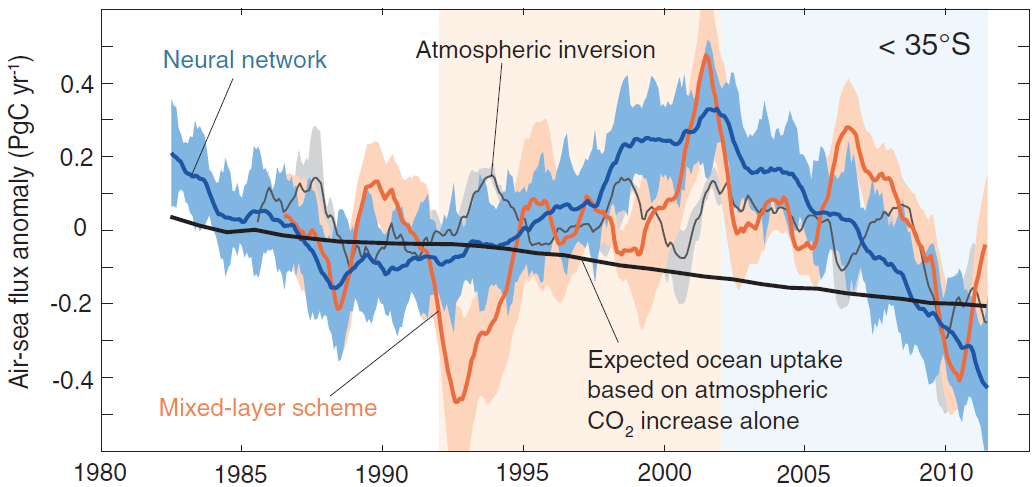 Air-sea flux anomaly (PgC yr-1)
0.4
0.2
0
-0.2
-0.4
Neural network
Atmospheric inversion
< 35°S
Mixed-layer scheme
Expected ocean uptake
based on atmospheric
CO2 increase alone
1980
1985
1990
1995
2000
2005
2010